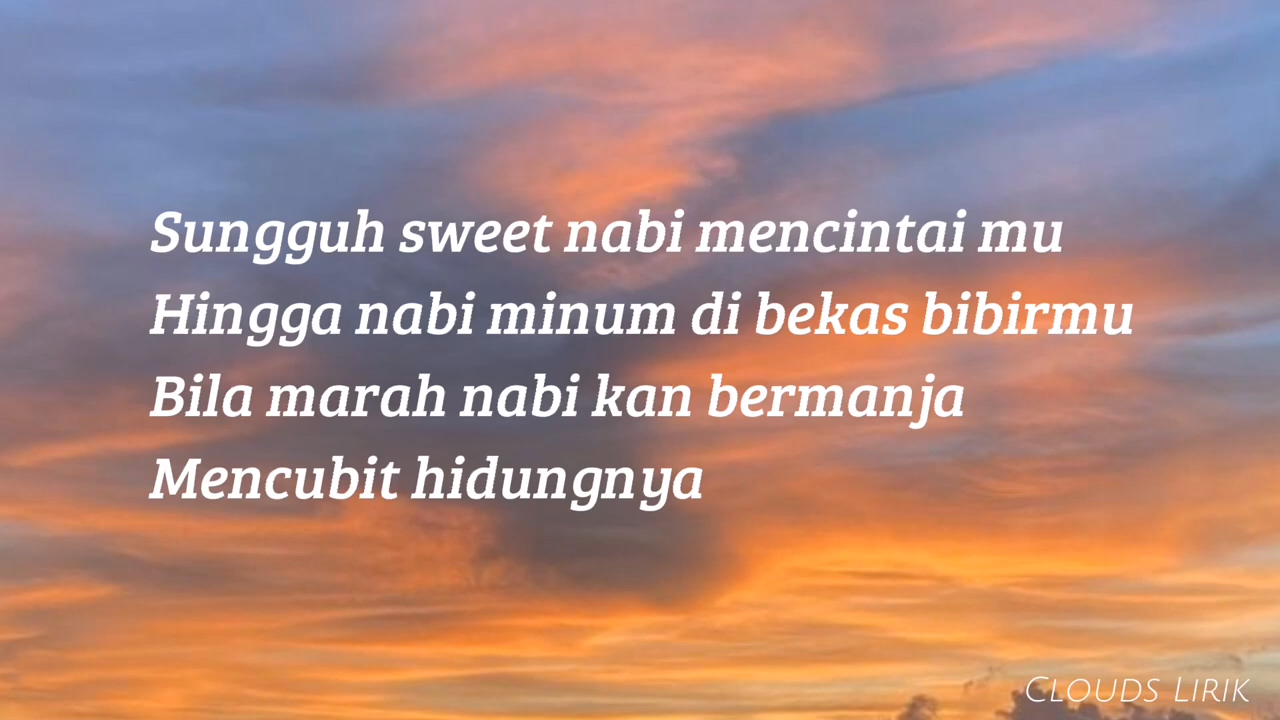 Sungguh sweet nabi mencintai mu
Hingga nabi minum di bekas bibirmu
Bila marah nabi kan bermanja
Mencubit hidungnya
Clouds Lirik